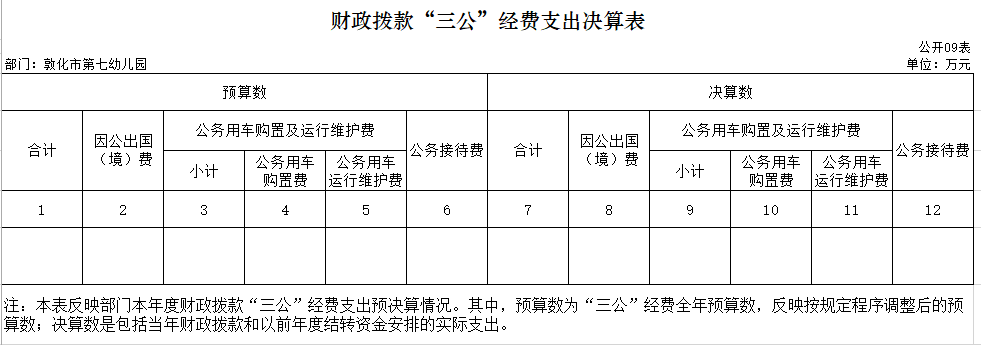 财政拨款“三公”经费支出决算表
公开09表
部门：敦化市第七幼儿园
单位：万元
预算数
决算数
合计
因公出国
（境）费
公务用车购置及运行维护费
公务接待费
合计
因公出国
（境）费
公务用车购置及运行维护费
公务接待费
小计
公务用车
购置费
公务用车
运行维护费
小计
公务用车
购置费
公务用车
运行维护费
1 2 3 4 5 6 7 8 9 10 11 12
注：本表反映部门本年度财政拨款“三公”经费支出预决算情况。其中，预算数为“三公”经费全年预算数，反映按规定程序调整后的预
算数；决算数是包括当年财政拨款和以前年度结转资金安排的实际支出。